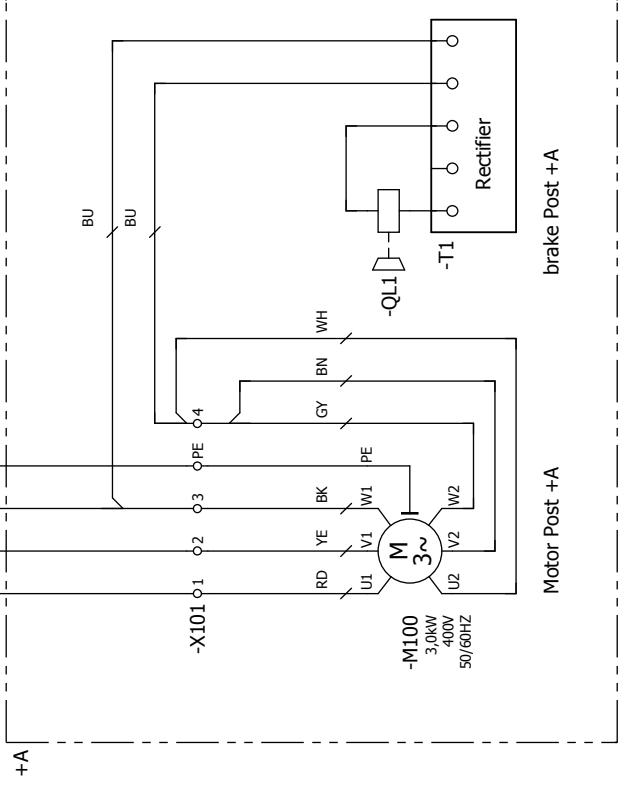 +A
BU
BU
Rectifier
-T1
-QL1
brake Post +A
WH
BN
GY
4
PE
3
2
1
-X101
PE
BK
YE
RD
W1
V1
U1
M
3~
W2
V2
U2
-M100
3,0kW
400V
50/60HZ
Motor Post +A